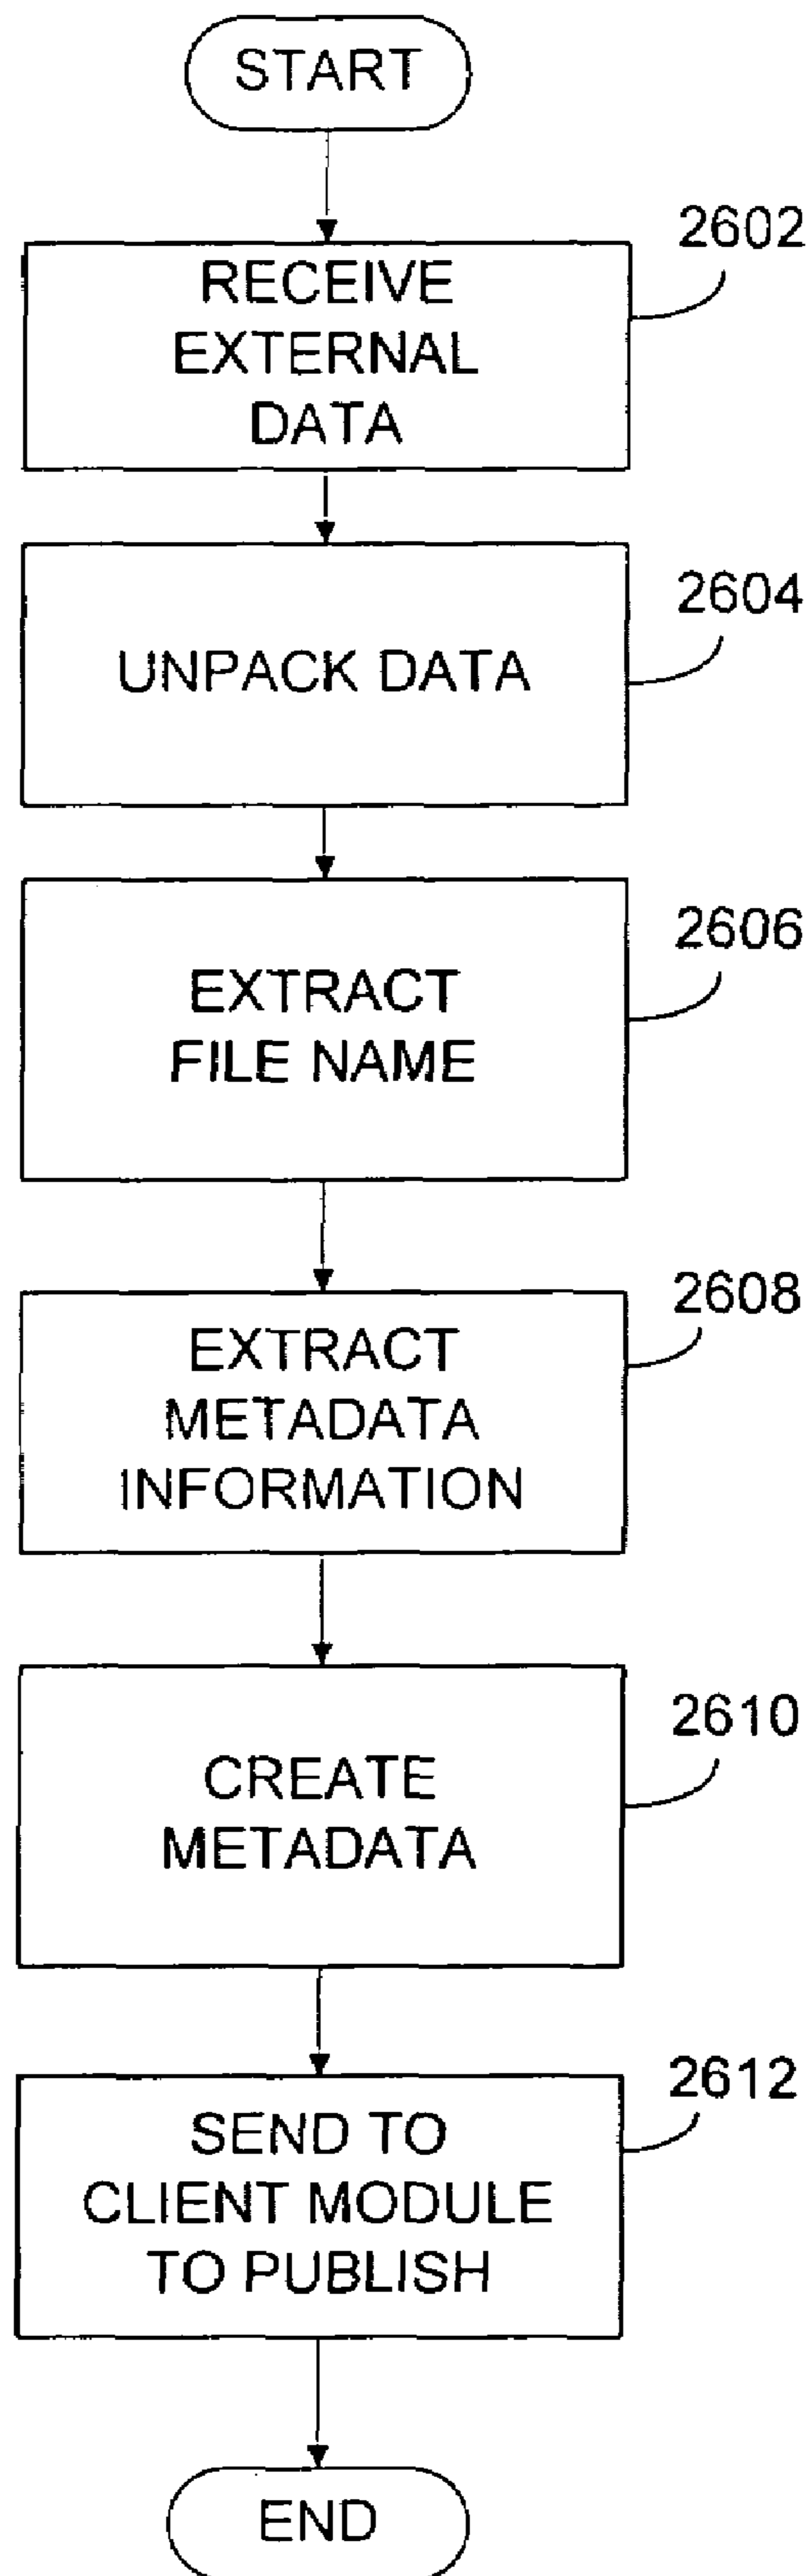 START
2602
RECEIVE
EXTERNAL
DATA
2604
UNPACK DATA
2606
EXTRACT
FILE NAME
2608
EXTRACT
METADATA
INFORMATION
2610
CREATE
METADATA
2612
SEND TO
CLIENT MODULE
TO PUBLISH
END